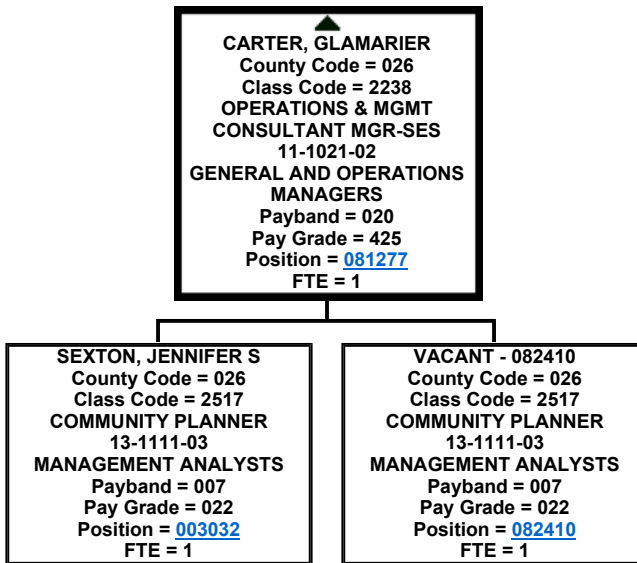 CARTER, GLAMARIER
County Code = 026
Class Code = 2238
OPERATIONS & MGMT
CONSULTANT MGR-SES
11-1021-02
GENERAL AND OPERATIONS
MANAGERS
Payband = 020
Pay Grade = 425
Position = 081277
FTE = 1
SEXTON, JENNIFER S
County Code = 026
Class Code = 2517
COMMUNITY PLANNER
13-1111-03
MANAGEMENT ANALYSTS
Payband = 007
Pay Grade = 022
Position = 003032
FTE = 1
VACANT - 082410
County Code = 026
Class Code = 2517
COMMUNITY PLANNER
13-1111-03
MANAGEMENT ANALYSTS
Payband = 007
Pay Grade = 022
Position = 082410
FTE = 1